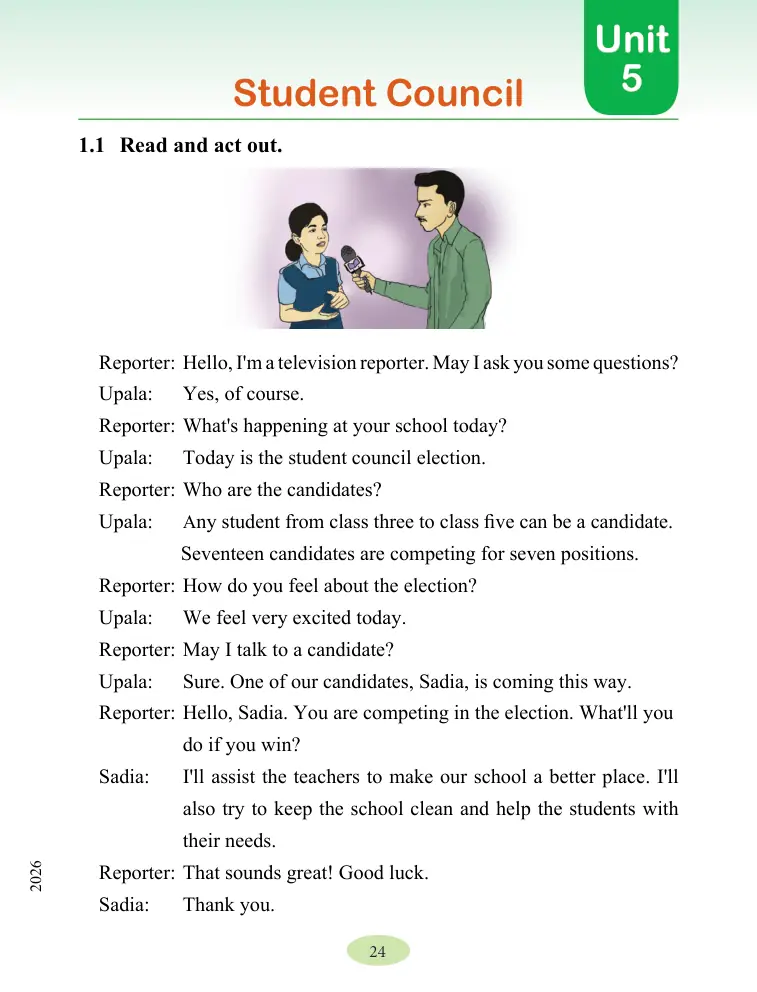 Unit
5
Student Council
1.1 Read and act out.
Reporter: Hello, I'm a television reporter. May I ask you some questions?
Upala: Yes, of course.
Reporter: What's happening at your school today?
Upala: Today is the student council election.
Reporter: Who are the candidates?
Upala: Any student from class three to class five can be a candidate.
Seventeen candidates are competing for seven positions.
Reporter: How do you feel about the election?
Upala: We feel very excited today.
Reporter: May I talk to a candidate?
Upala: Sure. One of our candidates, Sadia, is coming this way.
Reporter: Hello, Sadia. You are competing in the election. What'll you
do if you win?
Sadia: I'll assist the teachers to make our school a better place. I'll
also try to keep the school clean and help the students with
their needs.
Reporter: That sounds great! Good luck.
Sadia: Thank you.
2026
24